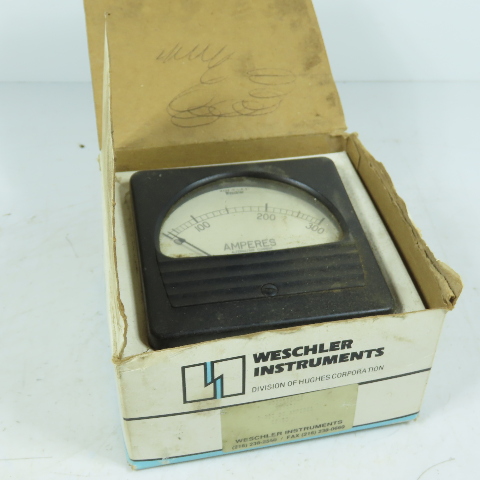 100
200
300
AMPERES
WESCHLER
INSTRUMENTS
DIVISION OF HUGHES CORPORATION
WESCHLER INSTRUMENTS